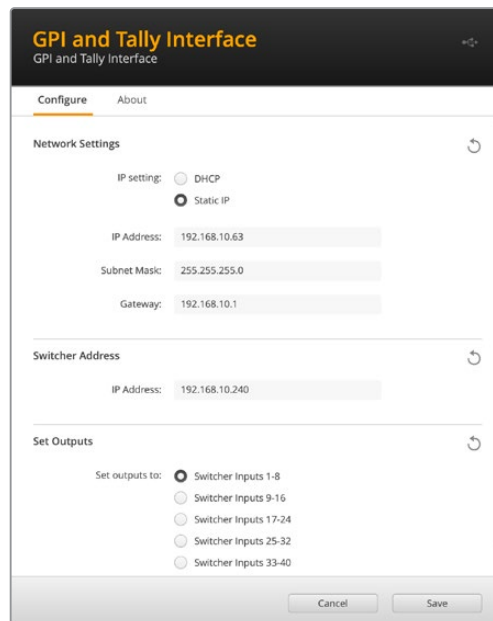 GPI and Tally Interface
GPI and Tally Interface
Configure About
Network Settings
IP setting: DHCP
Static IP
IP Address: 192.168.10.63
Subnet Mask: 255.255.255.0
Gateway: 192.168.10.1
Switcher Address
IP Address: 192.168.10.240
Set Outputs
Set outputs to: Switcher Inputs 1-8
Switcher Inputs 9-16
Switcher Inputs 17-24
Switcher Inputs 25-32
Switcher Inputs 33-40
Cancel Save